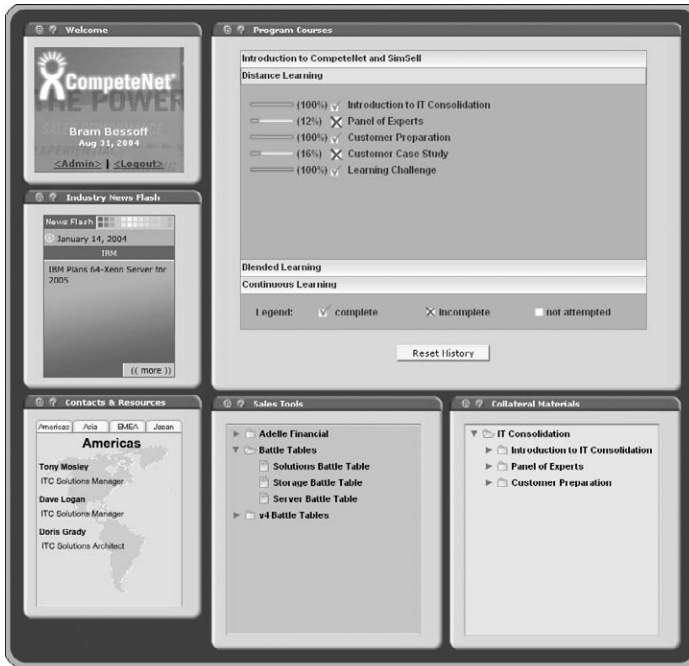 Welcome
CompeteNet
THE POWER
SALES PERFORMANCE
EXPERIENTIAL
Bram Bessoff
Aug 31, 2004
<Admin> | <Logout>
Industry News Flash
News Flash
January 14, 2004
IBM
IBM Plans 64-Xeon Server for
2005
(( more ))
Contacts & Resources
Americas Asia EMEA Japan
Americas
Tony Mosley
ITC Solutions Manager
Dave Logan
ITC Solutions Manager
Doris Grady
ITC Solutions Architect
Program Courses
Introduction to CompeteNet and SimSell
Distance Learning
(100%) Introduction to IT Consolidation
(12%) Panel of Experts
(100%) Customer Preparation
(16%) Customer Case Study
(100%) Learning Challenge
Blended Learning
Continuous Learning
Legend: complete Incomplete not attempted
Reset History
Sales Tools
Adelle Financial
Battle Tables
Solutions Battle Table
Storage Battle Table
Server Battle Table
v4 Battle Tables
Collateral Materials
IT Consolidation
Introduction to IT Consolidation
Panel of Experts
Customer Preparation